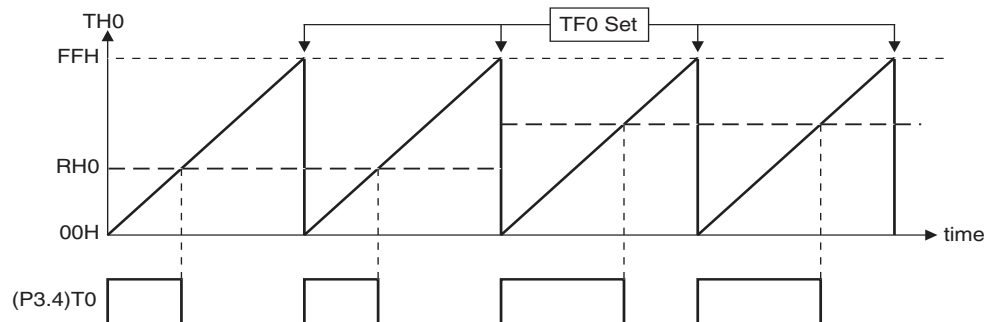 TH0
TF0 Set
FFH
RH0
00H
time
(P3.4)T0